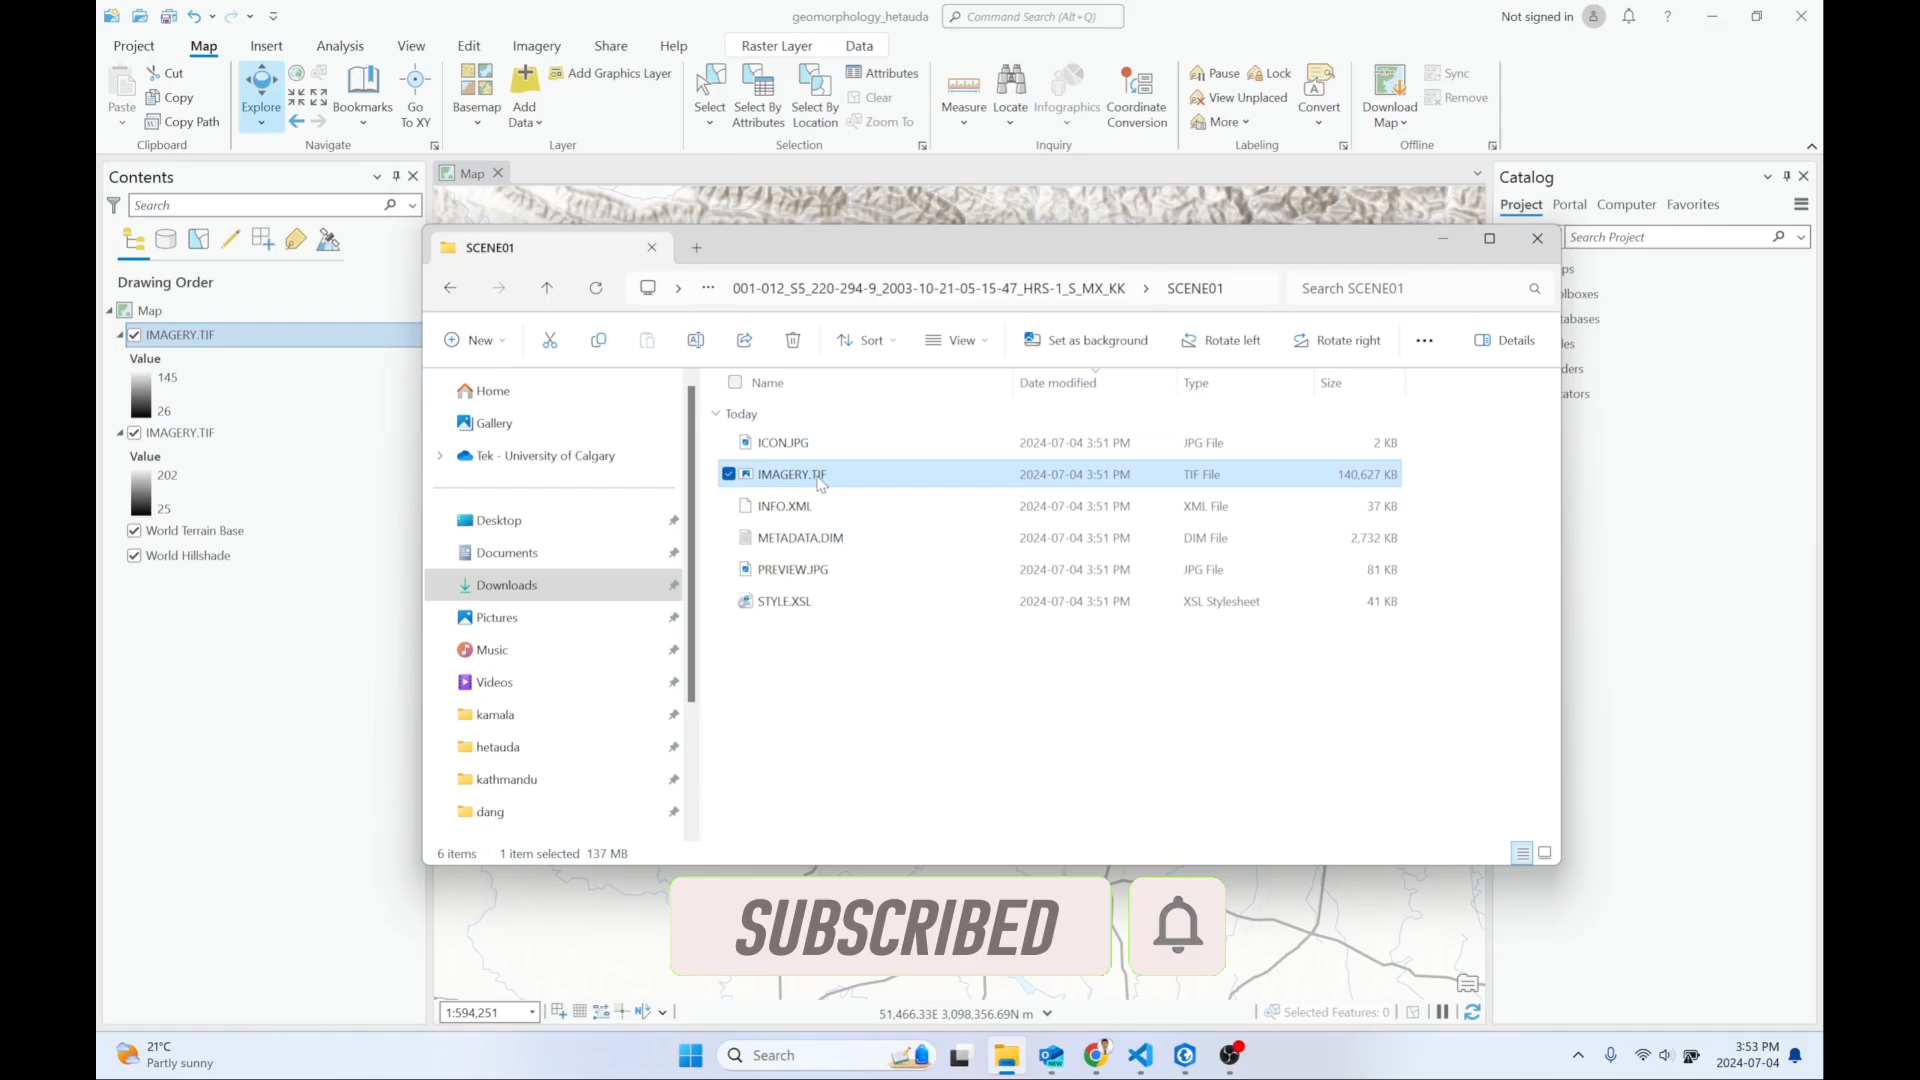 geomorphology_hetauda
Command Search (Alt+Q)
Not signed in
?
Project Map Insert Analysis View Edit Imagery Share Help Raster Layer Data
Paste
Cut
Copy
Copy Path
Clipboard
Explore
Bookmarks
Go
To XY
Navigate
Basemap
Add
Data
Add Graphics Layer
Layer
Select
Select By
Attributes
Select By
Location
Attributes
Clear
Zoom To
Selection
Measure
Locate
Infographics
Coordinate
Conversion
Inquiry
Pause
Lock
View Unplaced
More
Convert
Labeling
Download
Map
Sync
Remove
Offline
Contents
Search
Drawing Order
Map
IMAGERY.TIF
Value
145
26
IMAGERY.TIF
Value
202
25
World Terrain Base
World Hillshade
Map
SCENE01
001-012_S5_220-294-9_2003-10-21-05-15-47_HRS-1_S_MX_KK
SCENE01
Search SCENE01
New
Sort
View
Set as background
Rotate left
Rotate right
Details
Home
Gallery
Tek - University of Calgary
Desktop
Documents
Downloads
Pictures
Music
Videos
kamala
hetauda
kathmandu
dang
Name Date modified Type Size
Today
ICON.JPG 2024-07-04 3:51 PM JPG File 2 KB
IMAGERY.TIF 2024-07-04 3:51 PM TIF File 140,627 KB
INFO.XML 2024-07-04 3:51 PM XML File 37 KB
METADATA.DIM 2024-07-04 3:51 PM DIM File 2,732 KB
PREVIEW.JPG 2024-07-04 3:51 PM JPG File 81 KB
STYLE.XSL 2024-07-04 3:51 PM XSL Stylesheet 41 KB
6 items 1 item selected 137 MB
Catalog
Project Portal Computer Favorites
Search Project
ps
lboxes
tabases
les
ders
cators
SUBSCRIBED
1:594,251
51,466.33E 3,098,356.69N m
Selected Features: 0
21°C
Partly sunny
Search
NEW
3:53 PM
2024-07-04